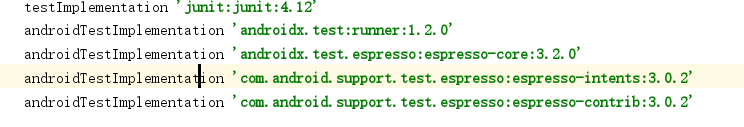 testImplementation 'junit:junit:4.12'
androidTestImplementation 'androidx.test:runner:1.2.0'
androidTestImplementation 'androidx.test.espresso:espresso-core:3.2.0'
androidTestImplementation 'com.android.support.test.espresso:espresso-intents:3.0.2'
androidTestImplementation 'com.android.support.test.espresso:espresso-contrib:3.0.2'